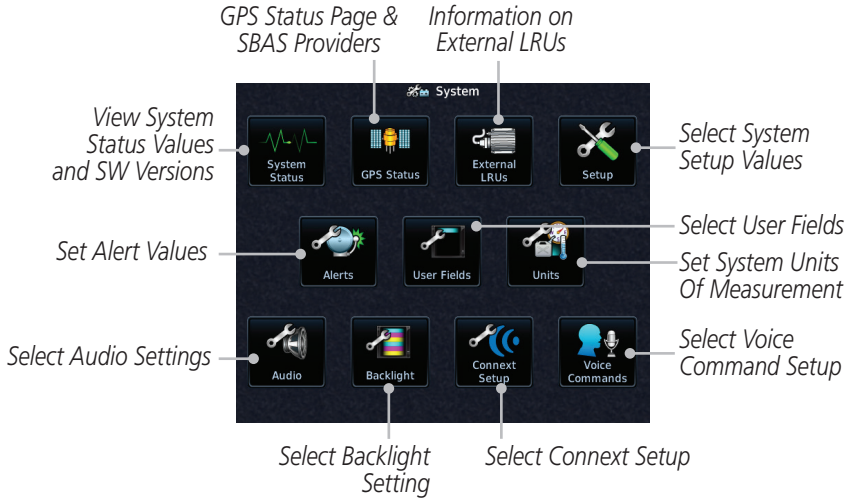 GPS Status Page &
SBAS Providers
Information on
External LRUs
System
View System
Status Values
and SW Versions
System
Status
GPS Status
External
LRUs
Setup
Select System
Setup Values
Set Alert Values
Alerts
User Fields
Units
Select User Fields
Set System Units
Of Measurement
Select Audio Settings
Audio
Backlight
Connext
Setup
Voice
Commands
Select Voice
Command Setup
Select Backlight
Setting
Select Connext Setup